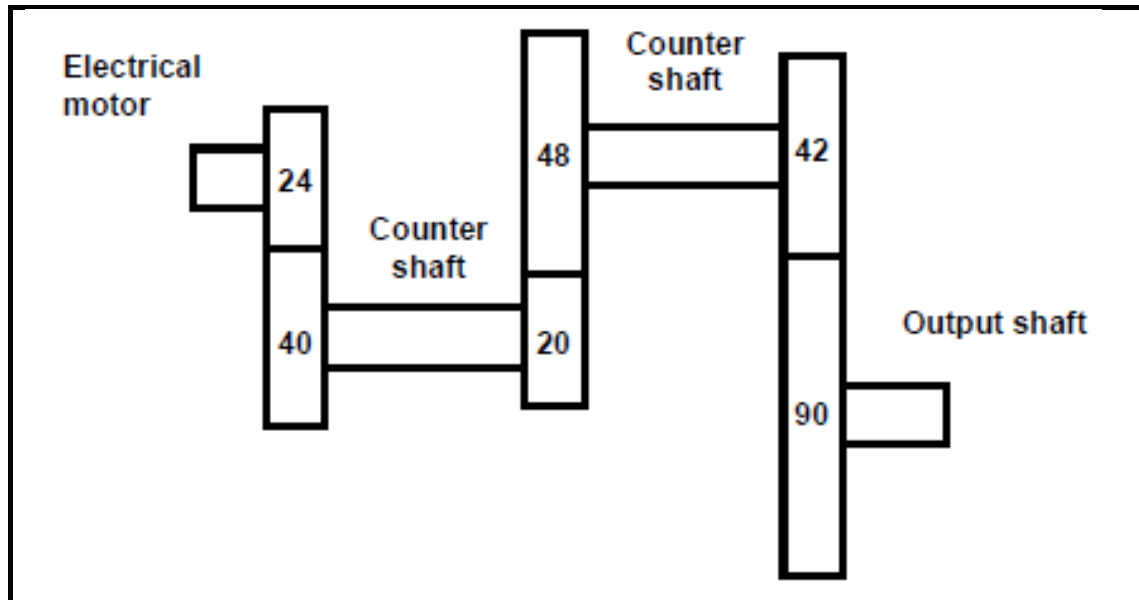 Electrical
motor
Counter
shaft
24
48
42
Counter
shaft
40
20
Output shaft
90